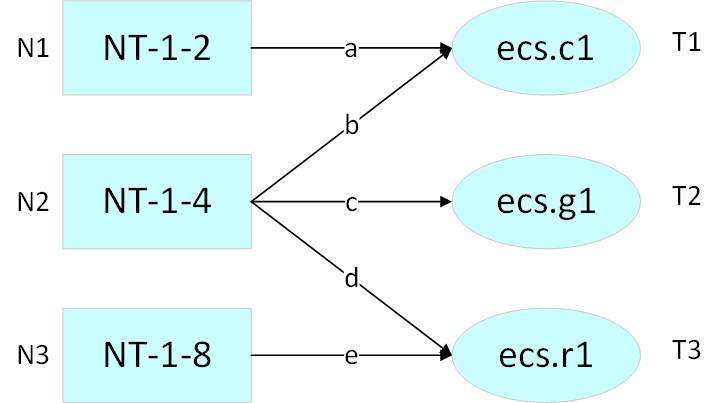 N1 NT-1-2 a ecs.c1 T1
b
N2 NT-1-4 c ecs.g1 T2
d
N3 NT-1-8 e ecs.r1 T3